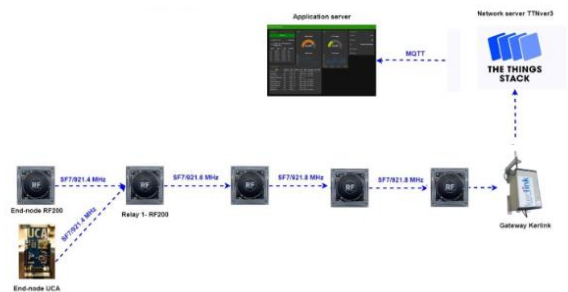 Application server
Network server TTNver3
MQTT
THE THINGS
STACK
SF7/921.4 MHz
SF7/921.6 MHz
SF7/921.8 MHz
SF7/921.8 MHz
RF
RF
RF
RF
RF
End-node RF200
Relay 1- RF200
SF7/921.4 MHz
Gateway Kerlink
UCA
End-node UCA